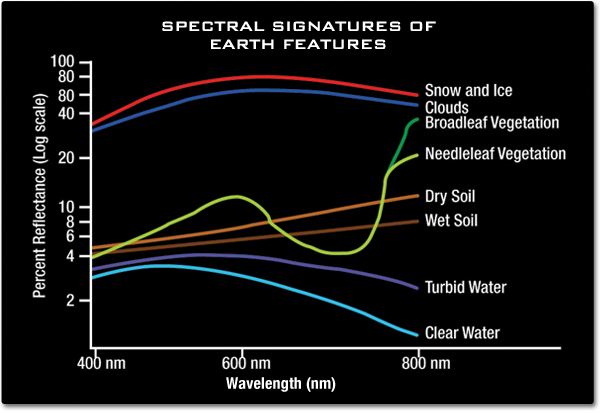 SPECTRAL SIGNATURES OF
EARTH FEATURES
Percent Reflectance (Log scale)
100
80
80
40
20
10
8
6
4
2
Snow and Ice
Clouds
Broadleaf Vegetation
Needleleaf Vegetation
Dry Soil
Wet Soil
Turbid Water
Clear Water
400 nm
600 nm
800 nm
Wavelength (nm)